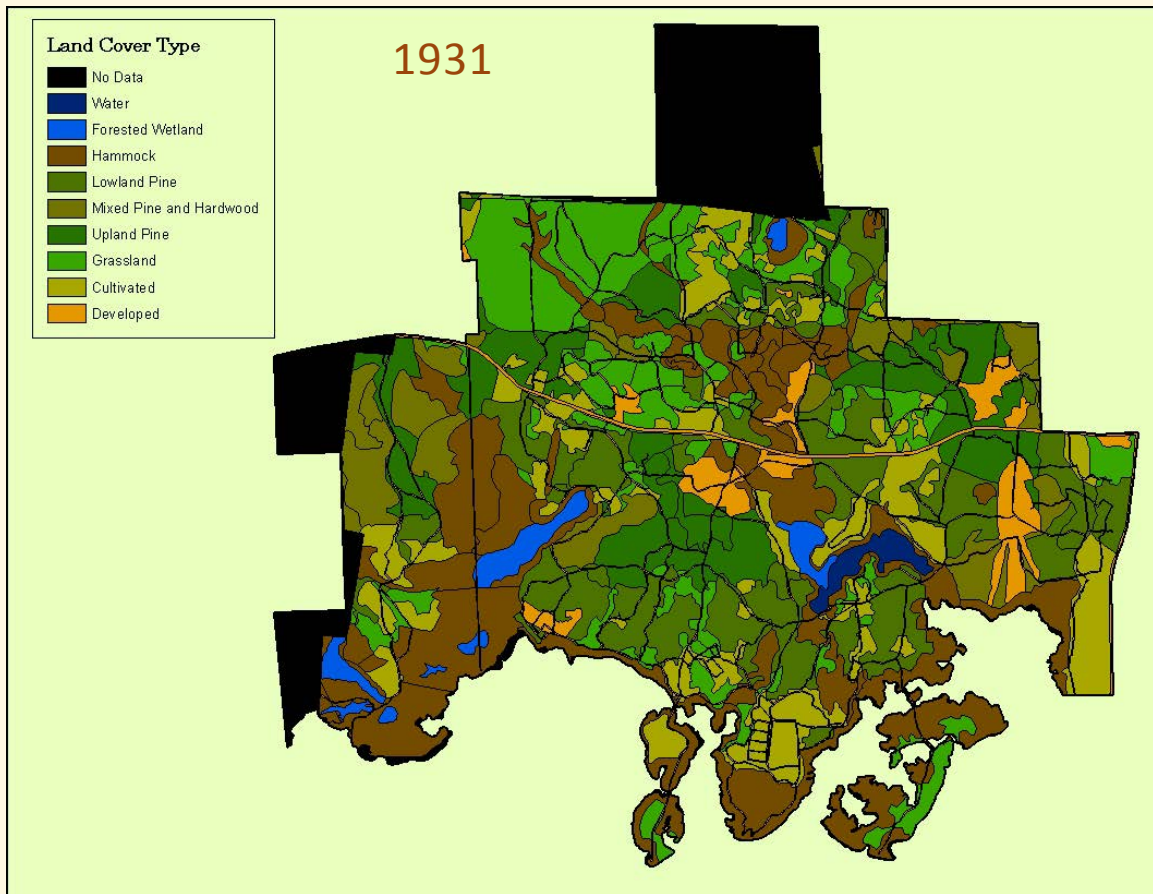 Land Cover Type
No Data
Water
Forested Wetland
Hammock
Lowland Pine
Mixed Pine and Hardwood
Upland Pine
Grassland
Cultivated
Developed
1931